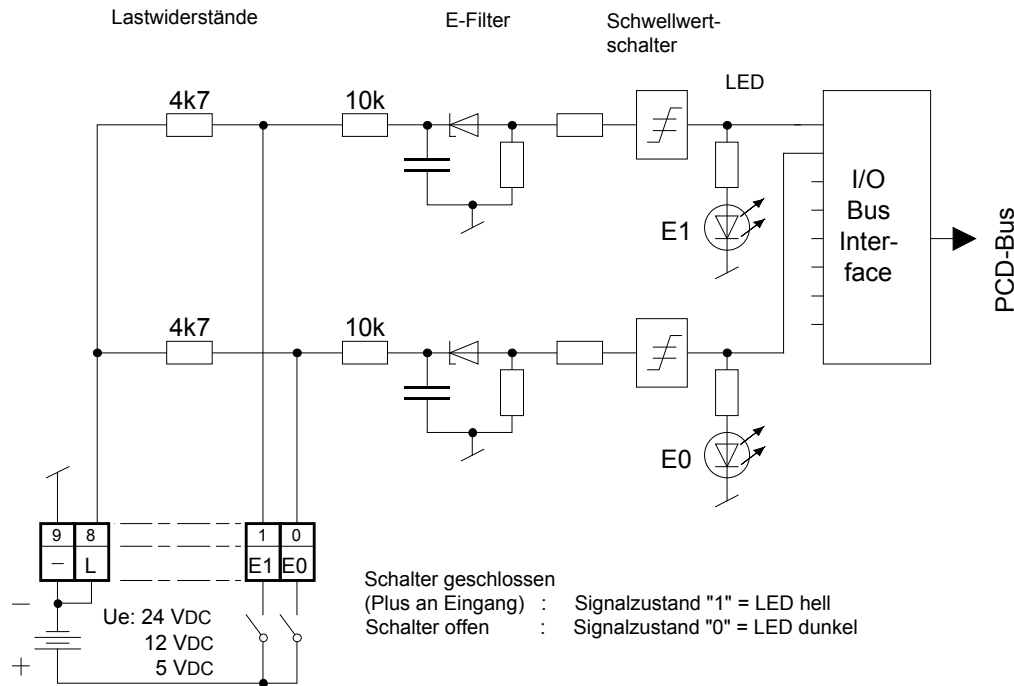 Lastwiderstände
E-Filter
Schwellwert-
schalter
LED
4k7
10k
E1
I/O
Bus
Inter-
face
PCD-Bus
4k7
10k
E0
9 8 1 0
– L E1 E0
Schalter geschlossen
(Plus an Eingang) : Signalzustand "1" = LED hell
Schalter offen : Signalzustand "0" = LED dunkel
– Ue: 24 VDC
12 VDC
+ 5 VDC